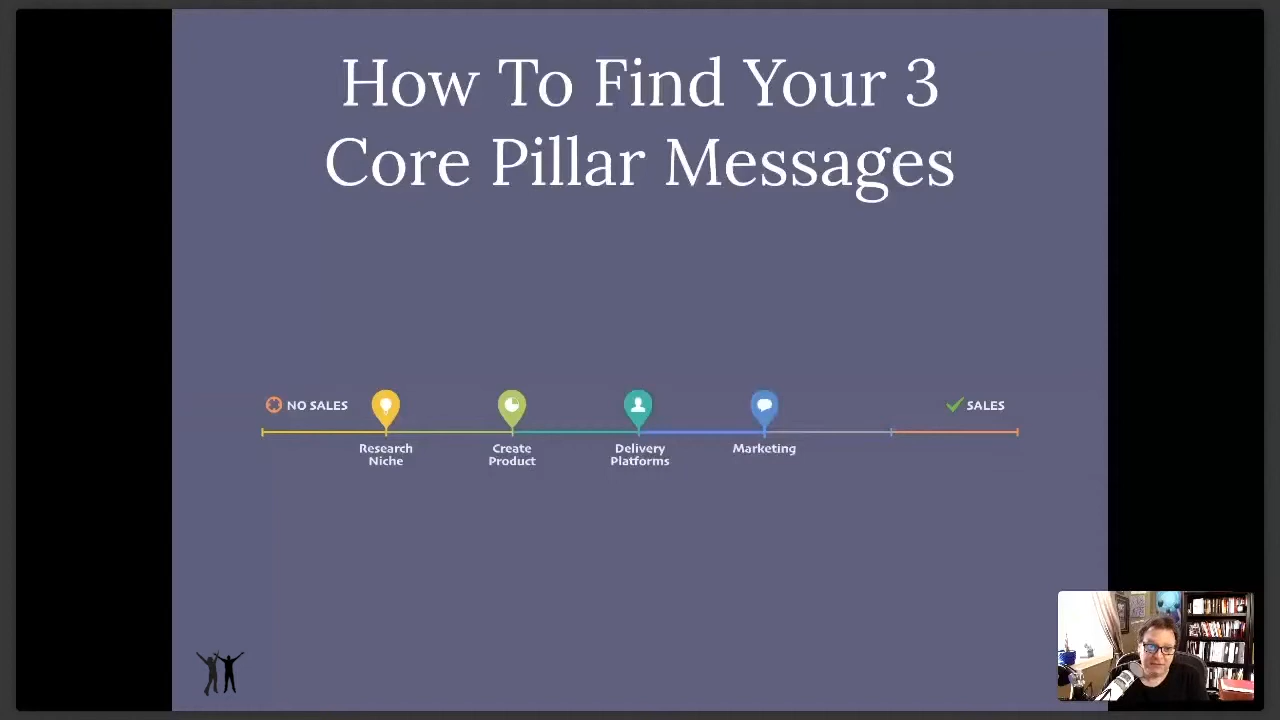 How To Find Your 3
Core Pillar Messages
NO SALES
SALES
Research
Niche
Create
Product
Delivery
Platforms
Marketing